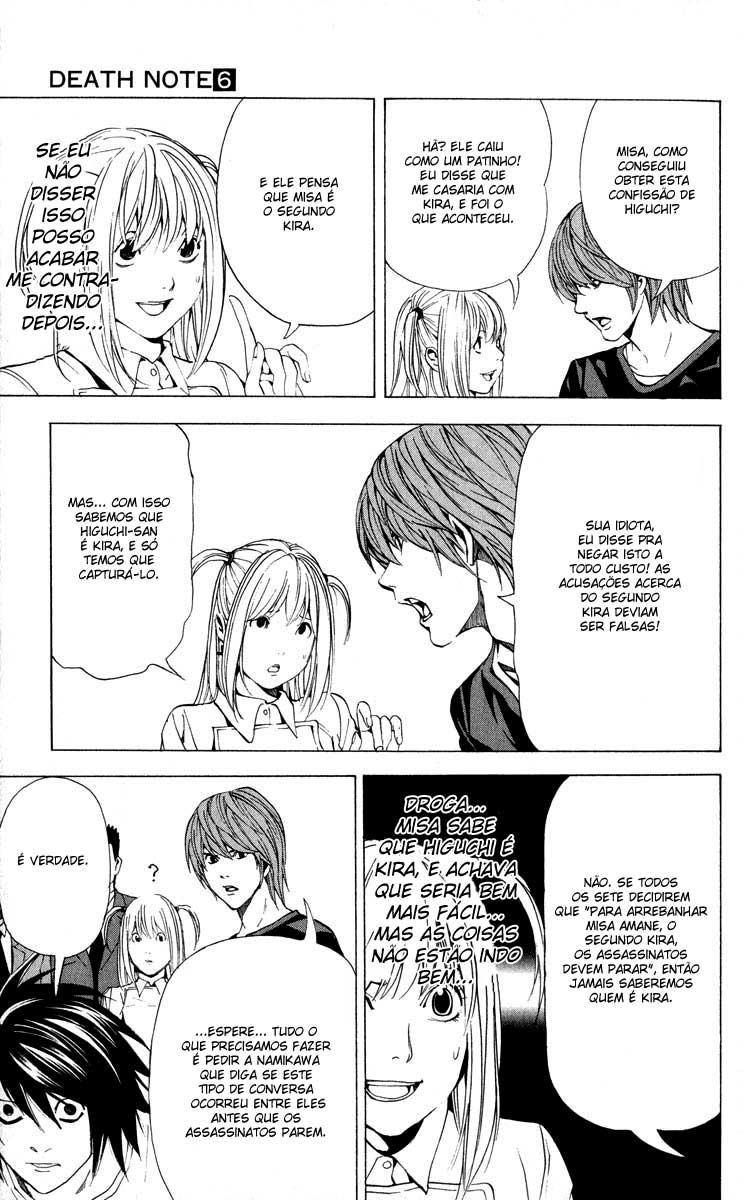 DEATH NOTE 6
MISA, COMO
CONSEGUIU
OBTER ESTA
CONFISSÃO DE
HIGUCHI?
HÃ? ELE CAIU
COMO UM PATINHO!
EU DISSE QUE
ME CASARIA COM
KIRA, E FOI O
QUE ACONTECEU.
E ELE PENSA
QUE MISA É
O SEGUNDO
KIRA.
SE EU
NÃO
DISSER
ISSO
POSSO
ACABAR
ME CONTRA-
DIZENDO
DEPOIS...
SUA IDIOTA,
EU DISSE PRA
NEGAR ISTO A
TODO CUSTO! AS
ACUSAÇÕES ACERCA
DO SEGUNDO
KIRA DEVIAM
SER FALSAS!
MAS... COM ISSO
SABEMOS QUE
HIGUCHI-SAN
É KIRA, E SÓ
TEMOS QUE
CAPTURÁ-LO.
NÃO. SE TODOS
OS SETE DECIDIREM
QUE "PARA ARREBANHAR
MISA AMANE, O
SEGUNDO KIRA,
OS ASSASSINATOS
DEVEM PARAR", ENTÃO
JAMAIS SABEREMOS
QUEM É KIRA.
DROGA...
MISA SABE
QUE HIGUCHI É
KIRA, E ACHAVA
QUE SERIA BEM
MAIS FÁCIL...
MAS AS COISAS
NÃO ESTÃO INDO
BEM...
...ESPERE... TUDO O
QUE PRECISAMOS FAZER
É PEDIR A NAMIKAWA
QUE DIGA SE ESTE
TIPO DE CONVERSA
OCORREU ENTRE ELES
ANTES QUE OS
ASSASSINATOS PAREM.
?
É VERDADE.